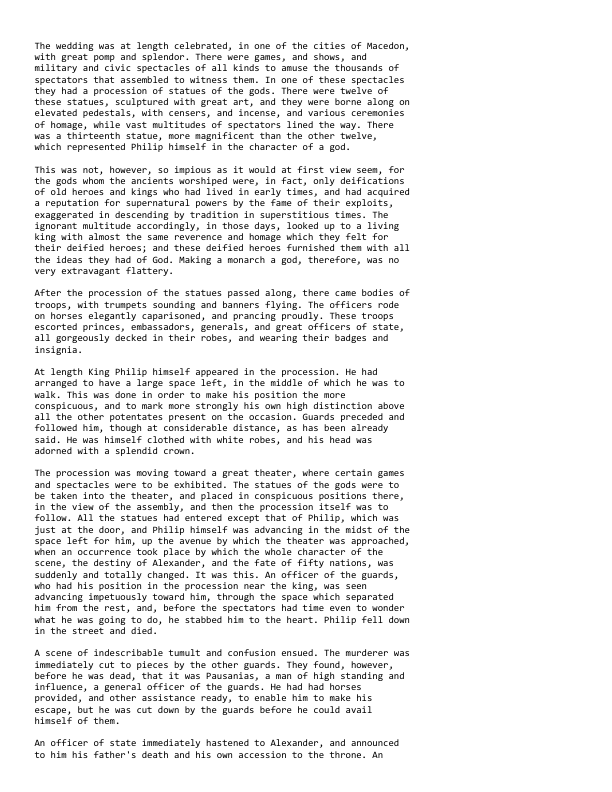 The wedding was at length celebrated, in one of the cities of Macedon,
with great pomp and splendor. There were games, and shows, and
military and civic spectacles of all kinds to amuse the thousands of
spectators that assembled to witness them. In one of these spectacles
they had a procession of statues of the gods. There were twelve of
these statues, sculptured with great art, and they were borne along on
elevated pedestals, with censers, and incense, and various ceremonies
of homage, while vast multitudes of spectators lined the way. There
was a thirteenth statue, more magnificent than the other twelve,
which represented Philip himself in the character of a god.

This was not, however, so impious as it would at first view seem, for
the gods whom the ancients worshiped were, in fact, only deifications
of old heroes and kings who had lived in early times, and had acquired
a reputation for supernatural powers by the fame of their exploits,
exaggerated in descending by tradition in superstitious times. The
ignorant multitude accordingly, in those days, looked up to a living
king with almost the same reverence and homage which they felt for
their deified heroes; and these deified heroes furnished them with all
the ideas they had of God. Making a monarch a god, therefore, was no
very extravagant flattery.

After the procession of the statues passed along, there came bodies of
troops, with trumpets sounding and banners flying. The officers rode
on horses elegantly caparisoned, and prancing proudly. These troops
escorted princes, embassadors, generals, and great officers of state,
all gorgeously decked in their robes, and wearing their badges and
insignia.

At length King Philip himself appeared in the procession. He had
arranged to have a large space left, in the middle of which he was to
walk. This was done in order to make his position the more
conspicuous, and to mark more strongly his own high distinction above
all the other potentates present on the occasion. Guards preceded and
followed him, though at considerable distance, as has been already
said. He was himself clothed with white robes, and his head was
adorned with a splendid crown.

The procession was moving toward a great theater, where certain games
and spectacles were to be exhibited. The statues of the gods were to
be taken into the theater, and placed in conspicuous positions there,
in the view of the assembly, and then the procession itself was to
follow. All the statues had entered except that of Philip, which was
just at the door, and Philip himself was advancing in the midst of the
space left for him, up the avenue by which the theater was approached,
when an occurrence took place by which the whole character of the
scene, the destiny of Alexander, and the fate of fifty nations, was
suddenly and totally changed. It was this. An officer of the guards,
who had his position in the procession near the king, was seen
advancing impetuously toward him, through the space which separated
him from the rest, and, before the spectators had time even to wonder
what he was going to do, he stabbed him to the heart. Philip fell down
in the street and died.

A scene of indescribable tumult and confusion ensued. The murderer was
immediately cut to pieces by the other guards. They found, however,
before he was dead, that it was Pausanias, a man of high standing and
influence, a general officer of the guards. He had had horses
provided, and other assistance ready, to enable him to make his
escape, but he was cut down by the guards before he could avail
himself of them.

An officer of state immediately hastened to Alexander, and announced
to him his father's death and his own accession to the throne. An